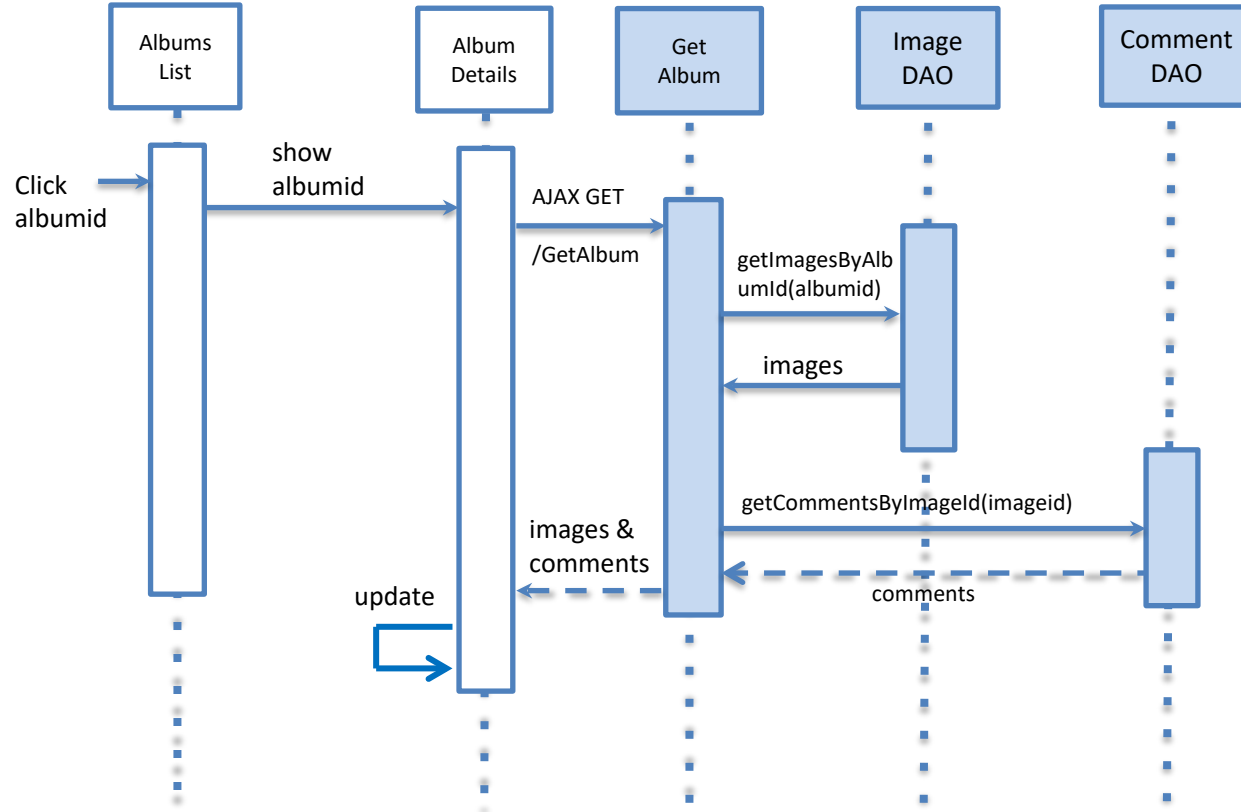 Albums
List
Album
Details
Get
Album
Image
DAO
Comment
DAO
Click
albumid
show
albumid
AJAX GET
/GetAlbum
getImagesByAlb
umId(albumid)
images
getCommentsByImageId(imageid)
images &
comments
comments
update